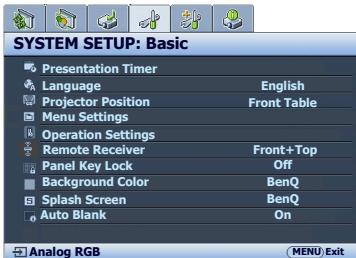 SYSTEM SETUP: Basic
Presentation Timer
Language English
Projector Position Front Table
Menu Settings
Operation Settings
Remote Receiver Front+Top
Panel Key Lock Off
Background Color BenQ
Splash Screen BenQ
Auto Blank On
Analog RGB MENU Exit